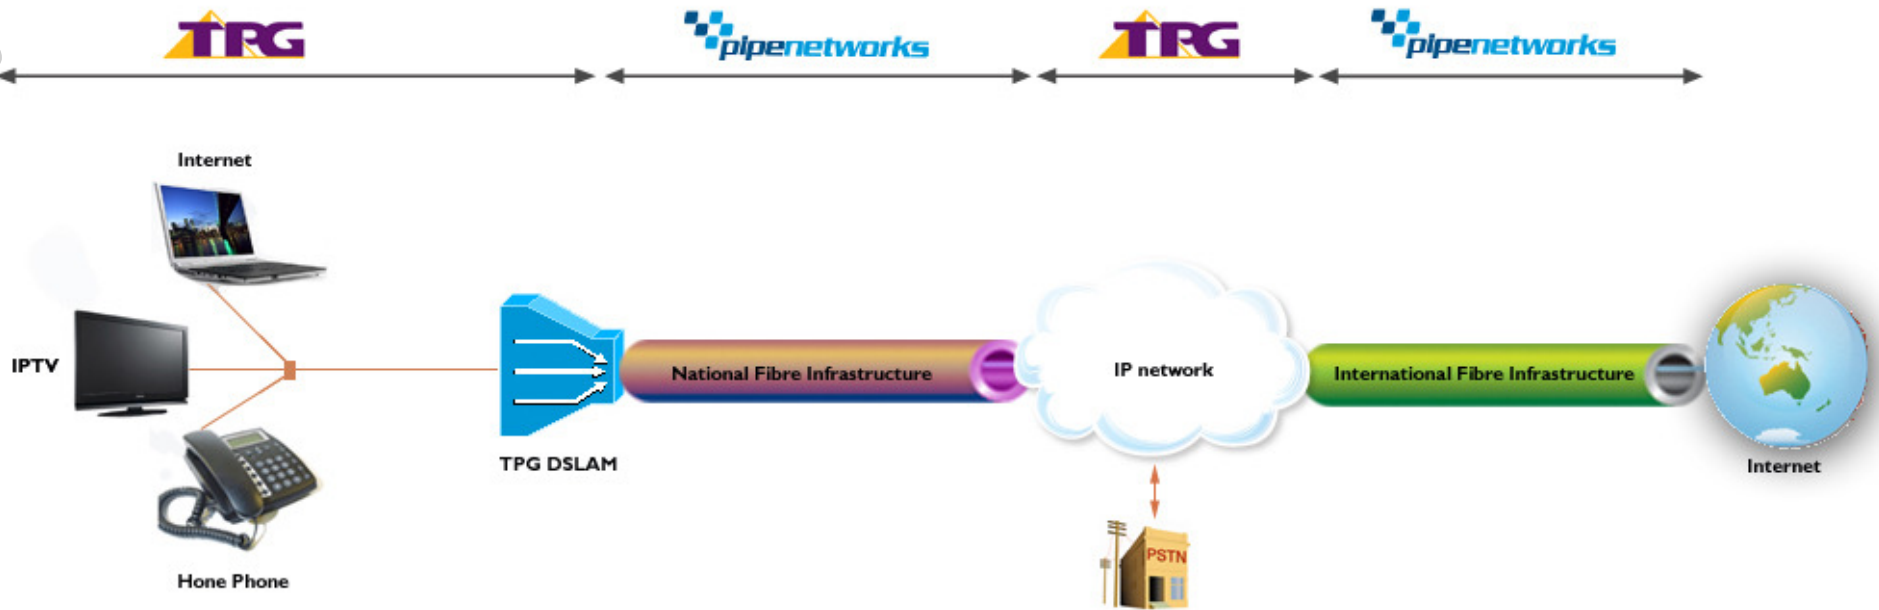 TPG
pipenetworks
TPG
pipenetworks
Internet
IPTV
Hone Phone
TPG DSLAM
National Fibre Infrastructure
IP network
PSTN
International Fibre Infrastructure
Internet